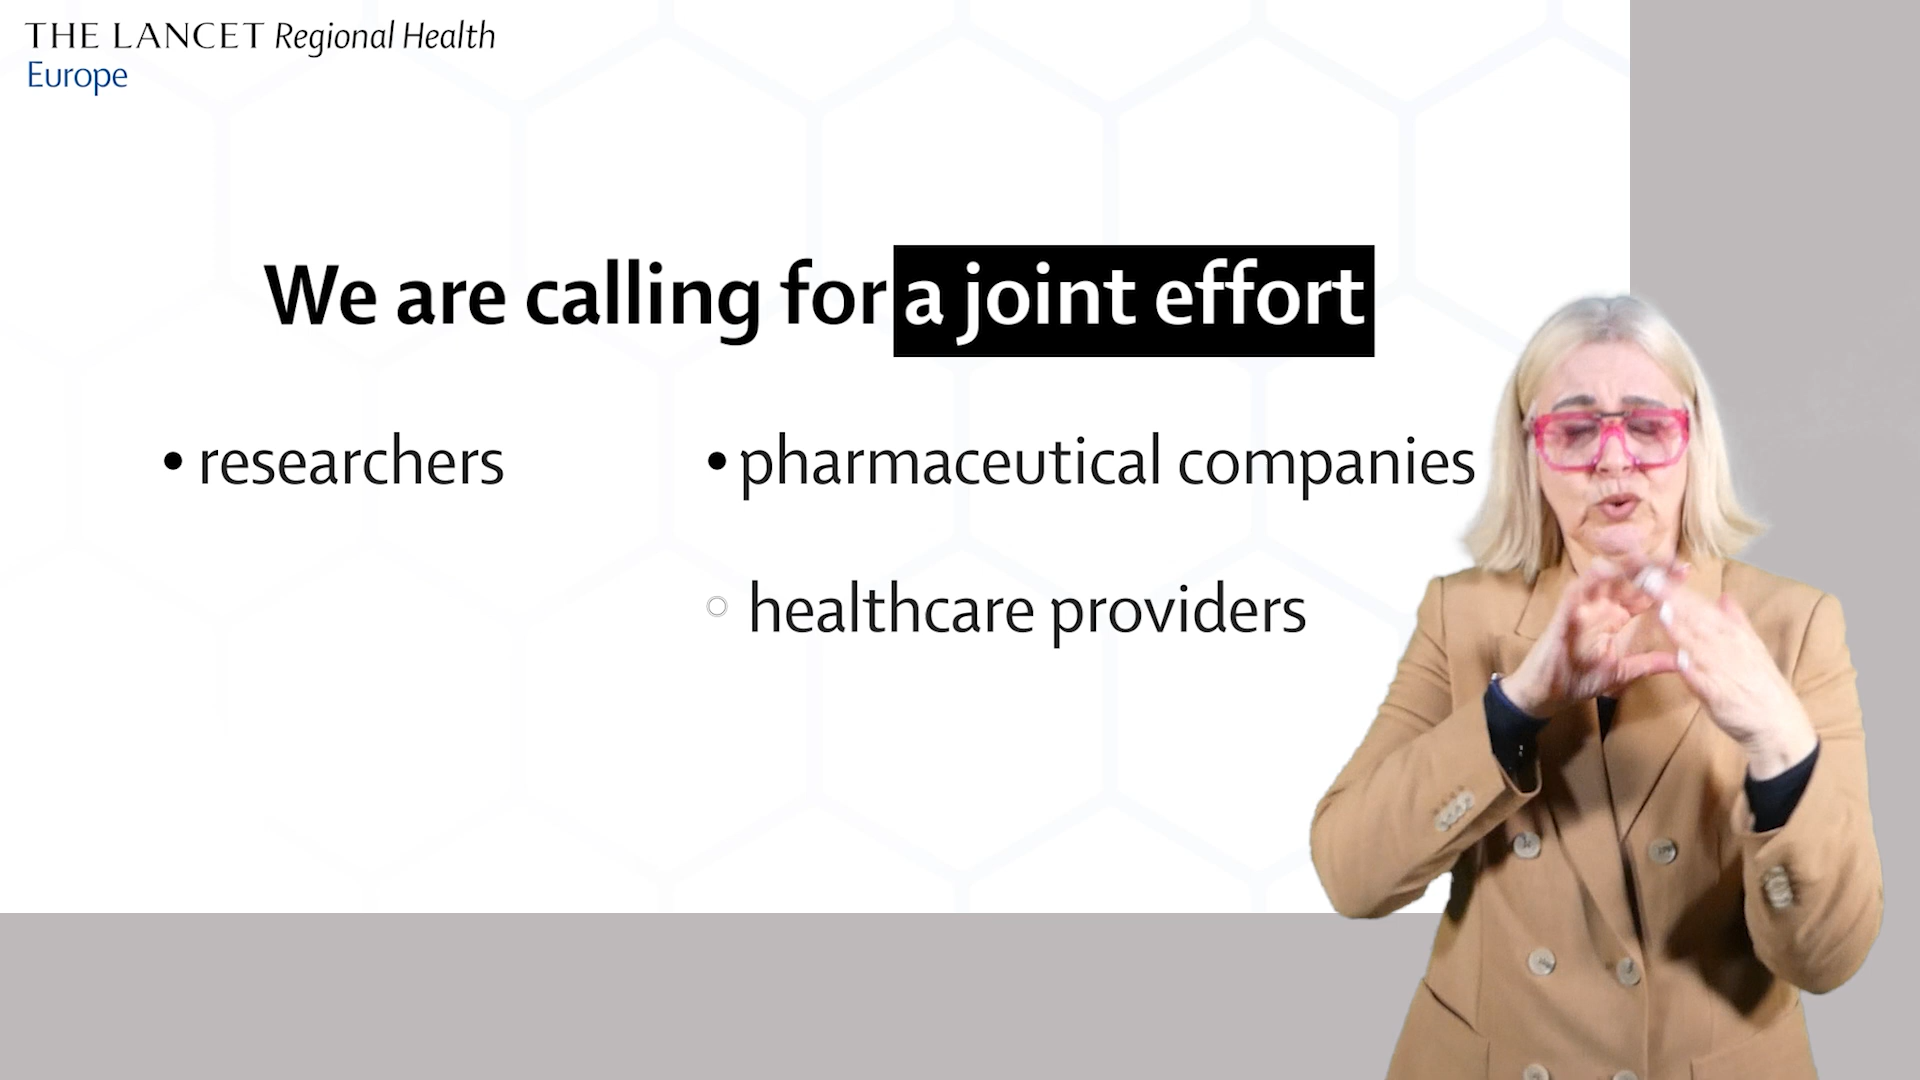 THE LANCET Regional Health
Europe
We are calling for a joint effort
• researchers
• pharmaceutical companies
○ healthcare providers